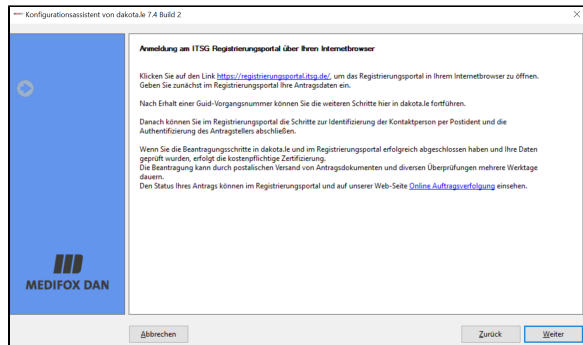 Konfigurationsassistent von dakota.le 7.4 Build 2
Anmeldung am ITSG Registrierungsportal über Ihren Internetbrowser
Klicken Sie auf den Link https://registrierungsportal.itsg.de/, um das Registrierungsportal in Ihrem Internetbrowser zu öffnen.
Geben Sie zunächst im Registrierungsportal Ihre Antragsdaten ein.
Nach Erhalt einer Guid-Vorgangsnummer können Sie die weiteren Schritte hier in dakota.le fortführen.
Danach können Sie im Registrierungsportal die Schritte zur Identifizierung der Kontaktperson per Postident und die
Authentifizierung des Antragstellers abschließen.
Wenn Sie die Beantragungsschritte in dakota.le und im Registrierungsportal erfolgreich abgeschlossen haben und Ihre Daten
geprüft wurden, erfolgt die kostenpflichtige Zertifizierung.
Die Beantragung kann durch postalischen Versand von Antragsdokumenten und diversen Überprüfungen mehrere Werktage
dauern.
Den Status Ihres Antrags können im Registrierungsportal und auf unserer Web-Seite Online Auftragsverfolgung einsehen.
MEDIFOX DAN
Abbrechen
Zurück
Weiter